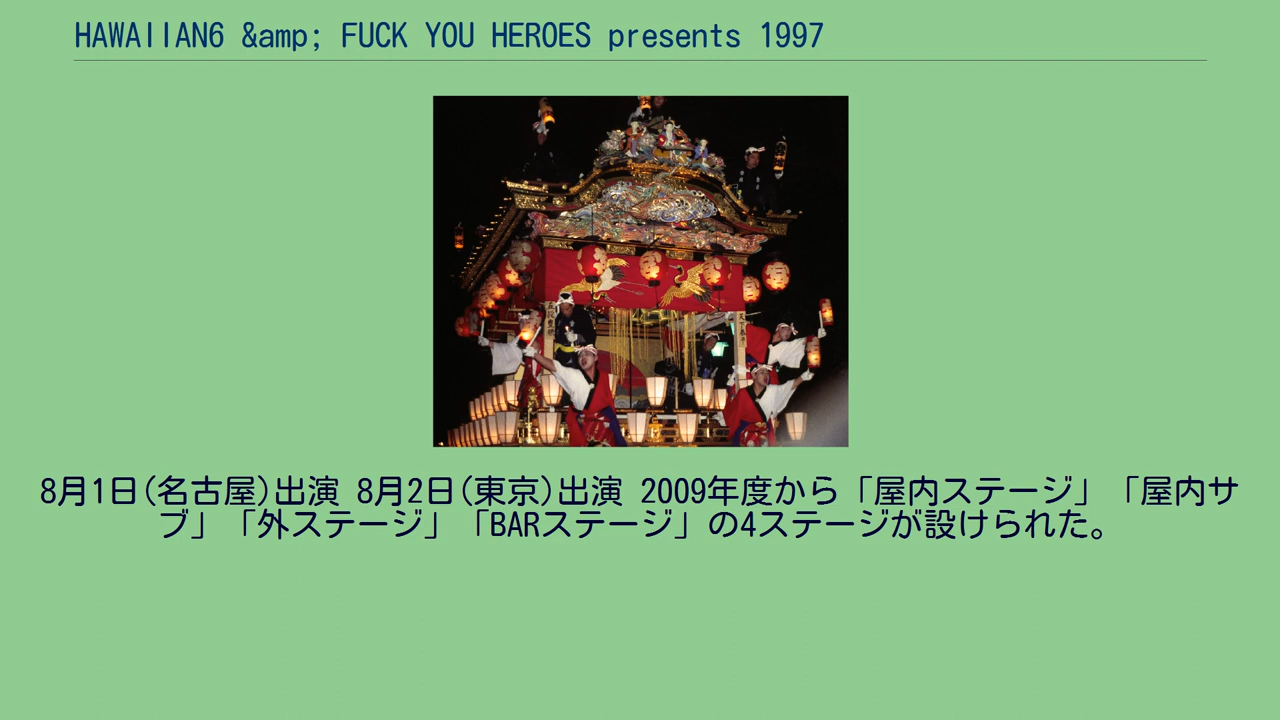 HAWAIIAN6 &amp; FUCK YOU HEROES presents 1997
8月1日(名古屋)出演 8月2日(東京)出演 2009年度から「屋内ステージ」「屋内サ
ブ」「外ステージ」「BARステージ」の4ステージが設けられた。